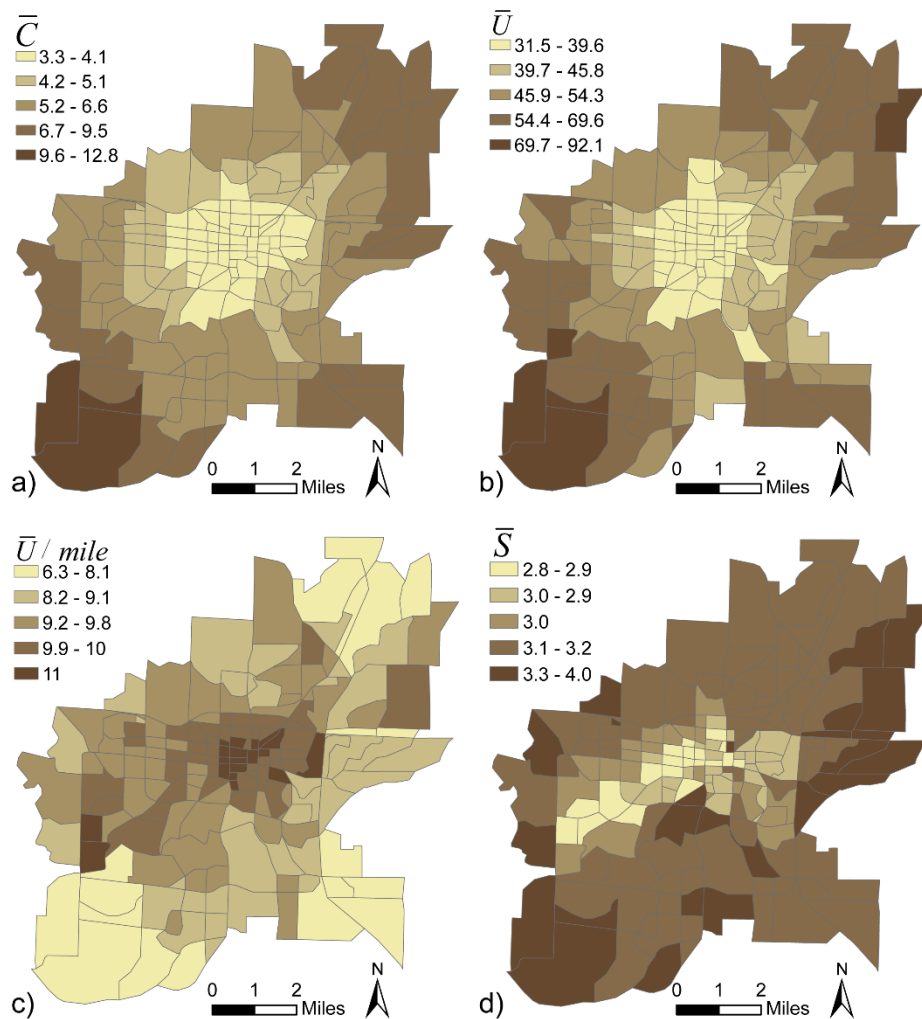 C̅
3.3 - 4.1
4.2 - 5.1
5.2 - 6.6
6.7 - 9.5
9.6 - 12.8
N
0 1 2
Miles
a)
U̅
31.5 - 39.6
39.7 - 45.8
45.9 - 54.3
54.4 - 69.6
69.7 - 92.1
N
0 1 2
Miles
b)
U̅ / mile
6.3 - 8.1
8.2 - 9.1
9.2 - 9.8
9.9 - 10
11
N
0 1 2
Miles
c)
S̅
2.8 - 2.9
3.0 - 2.9
3.0
3.1 - 3.2
3.3 - 4.0
N
0 1 2
Miles
d)